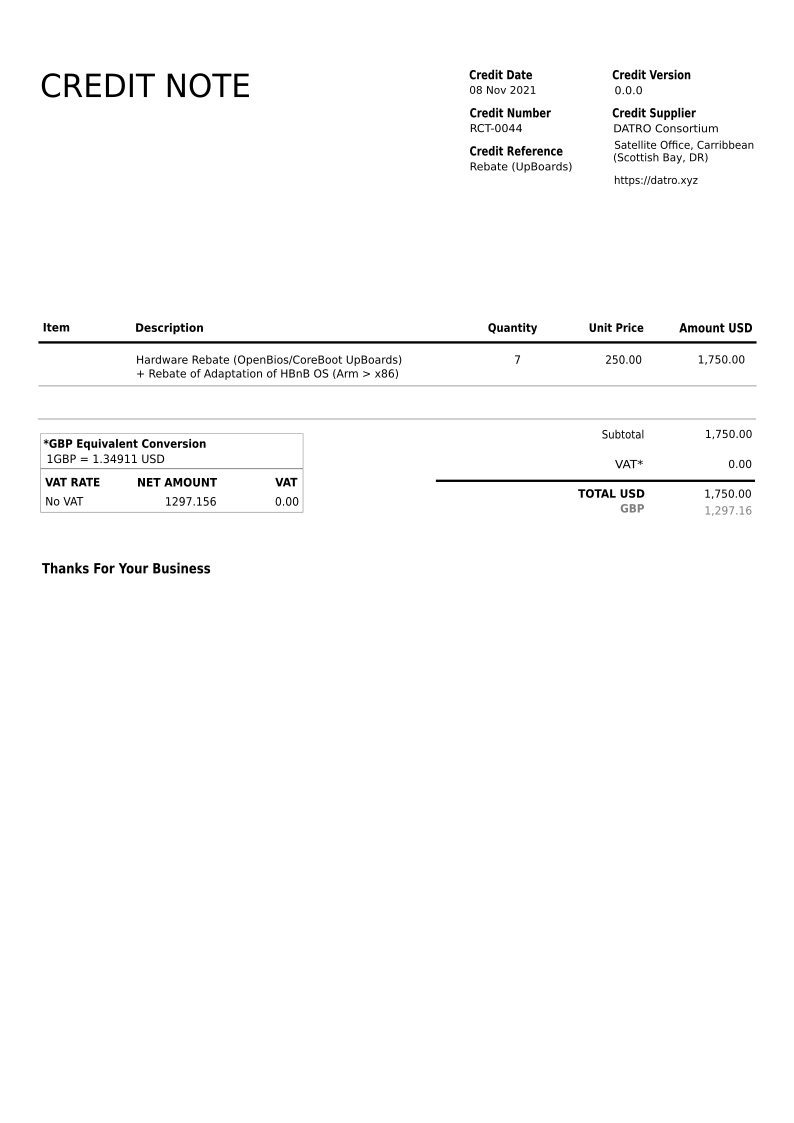 CREDIT NOTE
Credit Date
08 Nov 2021
Credit Number
RCT-0044
Credit Reference
Rebate (UpBoards)
Credit Version
0.0.0
Credit Supplier
DATRO Consortium
Satellite Office, Carribbean
(Scottish Bay, DR)
https://datro.xyz
Item Description Quantity Unit Price Amount USD
Hardware Rebate (OpenBios/CoreBoot UpBoards) 7 250.00 1,750.00
+ Rebate of Adaptation of HBnB OS (Arm > x86)
*GBP Equivalent Conversion
1GBP = 1.34911 USD
VAT RATE NET AMOUNT VAT
No VAT 1297.156 0.00
Subtotal 1,750.00
VAT* 0.00
TOTAL USD 1,750.00
GBP 1,297.16
Thanks For Your Business